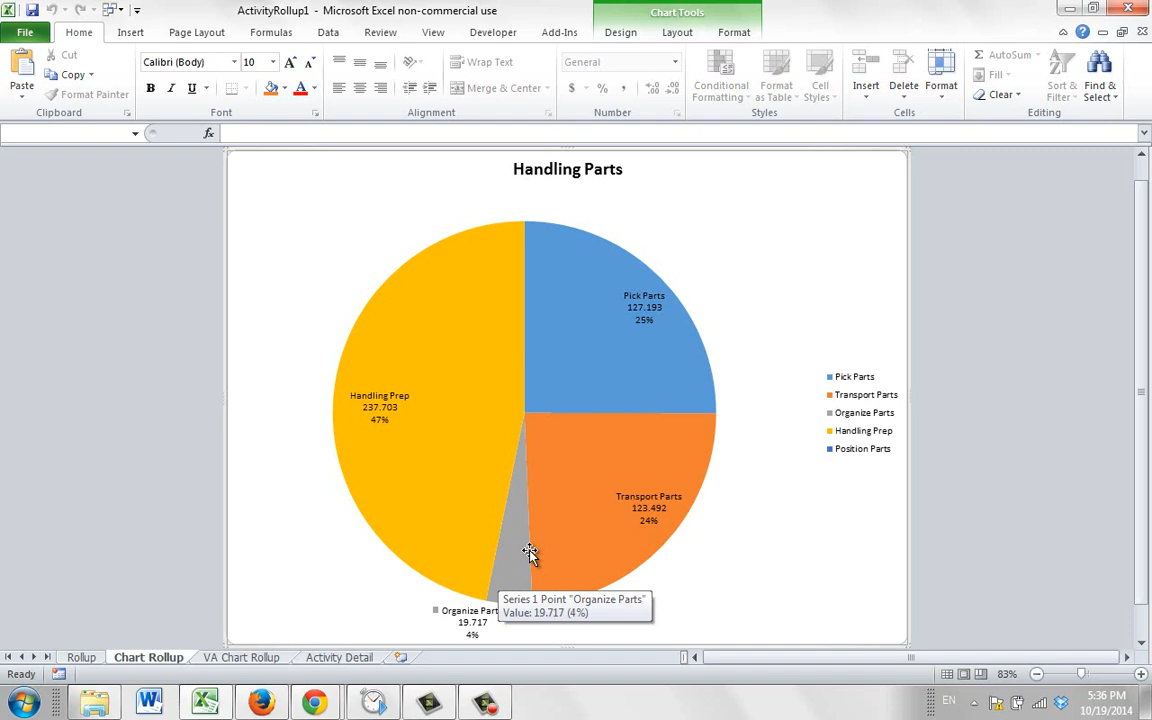 ActivityRollup1 - Microsoft Excel non-commercial use
Chart Tools
File Home Insert Page Layout Formulas Data Review View Developer Add-Ins Design Layout Format
Paste
Cut
Copy
Format Painter
Clipboard
Calibri (Body) 10
B I U A
Font
Wrap Text
Merge & Center
Alignment
General
$ % , .00 .00
Number
Conditional Formatting
Format as Table
Cell Styles
Styles
Insert Delete Format
Cells
Σ AutoSum
Fill
Clear
Sort & Filter
Find & Select
Editing
fx
Handling Parts
Pick Parts
127.193
25%
Handling Prep
237.703
47%
Transport Parts
123.492
24%
Organize Part
19.717
4%
Series 1 Point "Organize Parts"
Value: 19.717 (4%)
Pick Parts
Transport Parts
Organize Parts
Handling Prep
Position Parts
Rollup Chart Rollup VA Chart Rollup Activity Detail
Ready 83%
EN 5:36 PM
10/19/2014